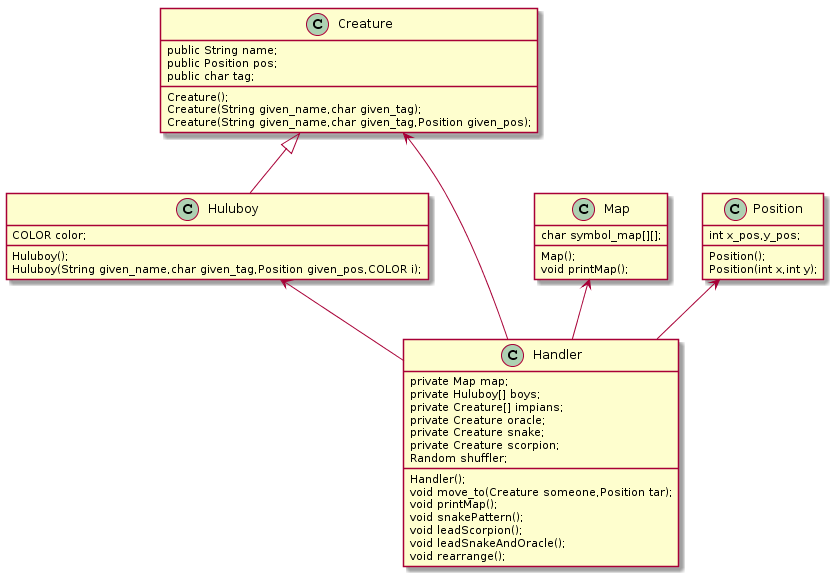 C Creature
public String name;
public Position pos;
public char tag;
Creature();
Creature(String given_name,char given_tag);
Creature(String given_name,char given_tag,Position given_pos);
C Huluboy
COLOR color;
Huluboy();
Huluboy(String given_name,char given_tag,Position given_pos,COLOR i);
C Map
char symbol_map[][];
Map();
void printMap();
C Position
int x_pos,y_pos;
Position();
Position(int x,int y);
C Handler
private Map map;
private Huluboy[] boys;
private Creature[] impians;
private Creature oracle;
private Creature snake;
private Creature scorpion;
Random shuffler;
Handler();
void move_to(Creature someone,Position tar);
void printMap();
void snakePattern();
void leadScorpion();
void leadSnakeAndOracle();
void rearrange();